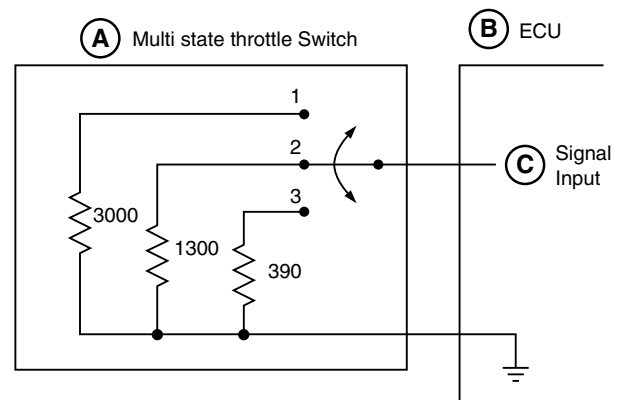 A Multi state throttle Switch
B ECU
1
2
3
C Signal
Input
3000
1300
390